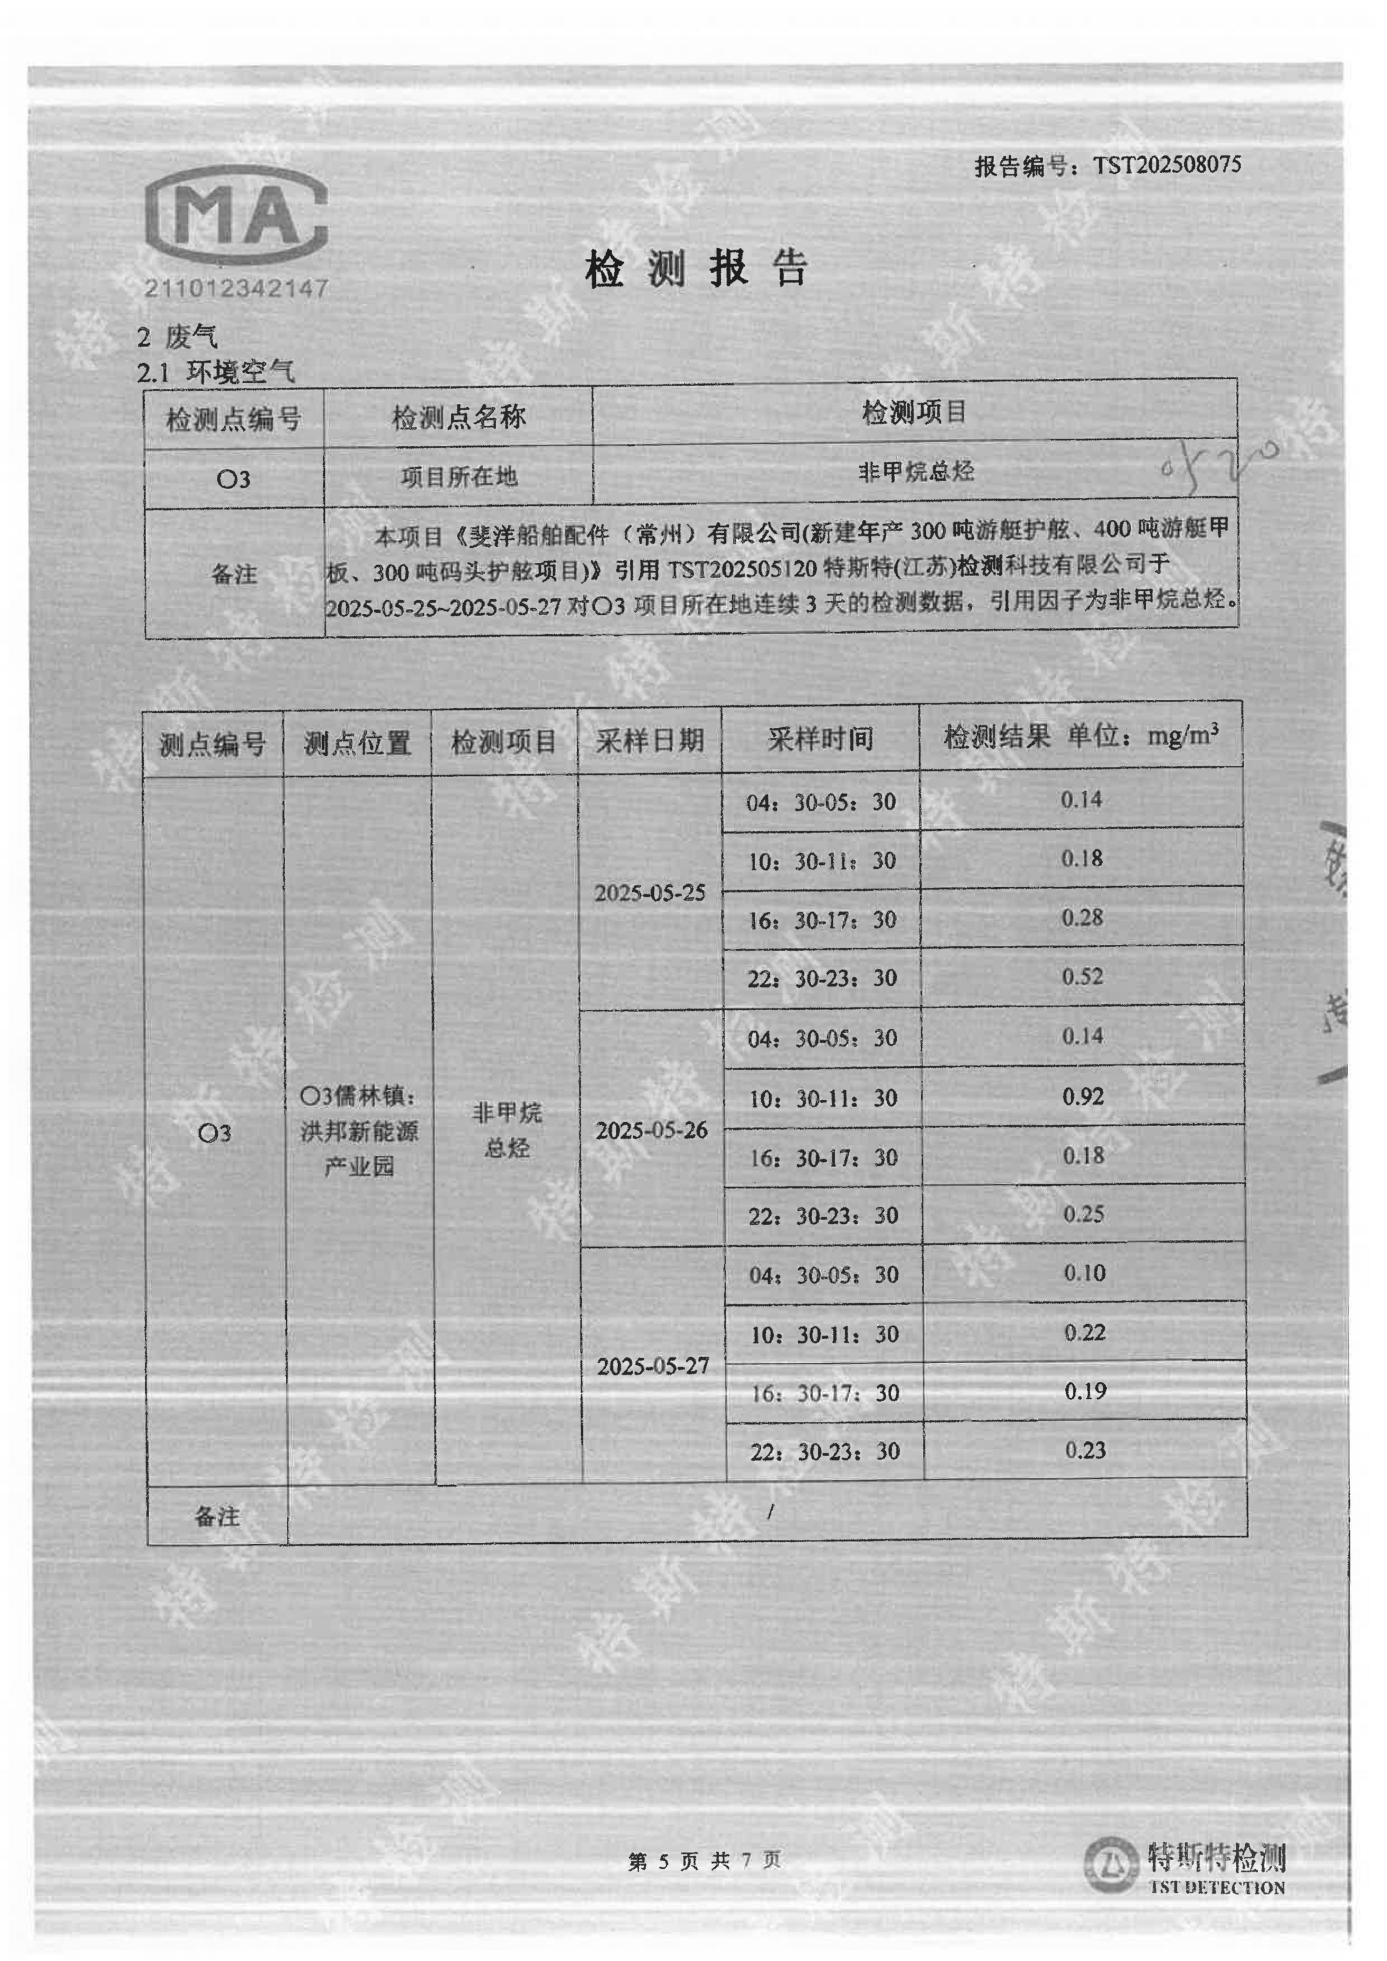 报告编号：TST202508075
MA
211012342147
检测报告
2 废气
2.1 环境空气
检测点编号 检测点名称 检测项目
O3 项目所在地 非甲烷总烃
备注 本项目《斐洋船舶配件（常州）有限公司(新建年产 300 吨游艇护舷、400 吨游艇甲
板、300 吨码头护舷项目)》引用 TST202505120 特斯特(江苏)检测科技有限公司于
2025-05-25~2025-05-27 对O3 项目所在地连续 3 天的检测数据，引用因子为非甲烷总烃。
测点编号 测点位置 检测项目 采样日期 采样时间 检测结果 单位：mg/m³
O3 O3儒林镇：洪邦新能源产业园 非甲烷总烃 2025-05-25 04：30-05：30 0.14
10：30-11：30 0.18
16：30-17：30 0.28
22：30-23：30 0.52
2025-05-26 04：30-05：30 0.14
10：30-11：30 0.92
16：30-17：30 0.18
22：30-23：30 0.25
2025-05-27 04：30-05：30 0.10
10：30-11：30 0.22
16：30-17：30 0.19
22：30-23：30 0.23
备注 /
第 5 页 共 7 页
特斯特检测
TST DETECTION